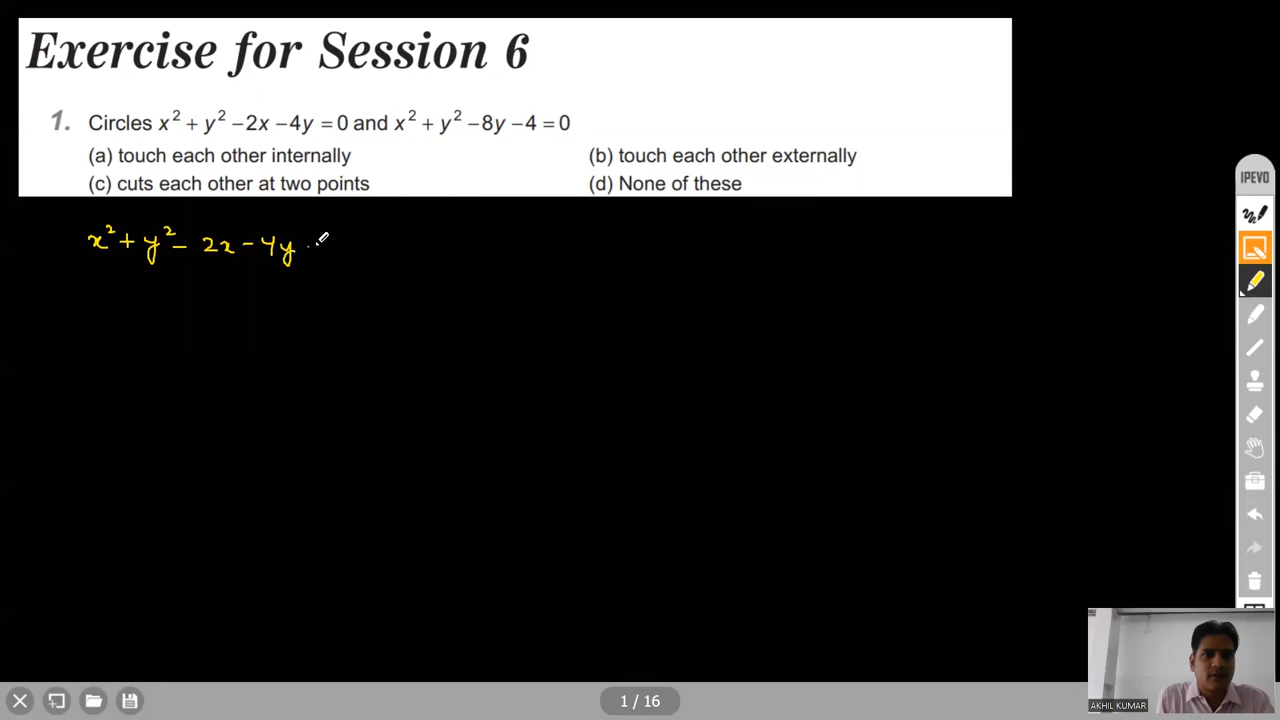 Exercise for Session 6
1. Circles x² + y² − 2x − 4y = 0 and x² + y² − 8y − 4 = 0
(a) touch each other internally (b) touch each other externally
(c) cuts each other at two points (d) None of these
x² + y² − 2x − 4y
IPEVO
1 / 16
AKHIL KUMAR